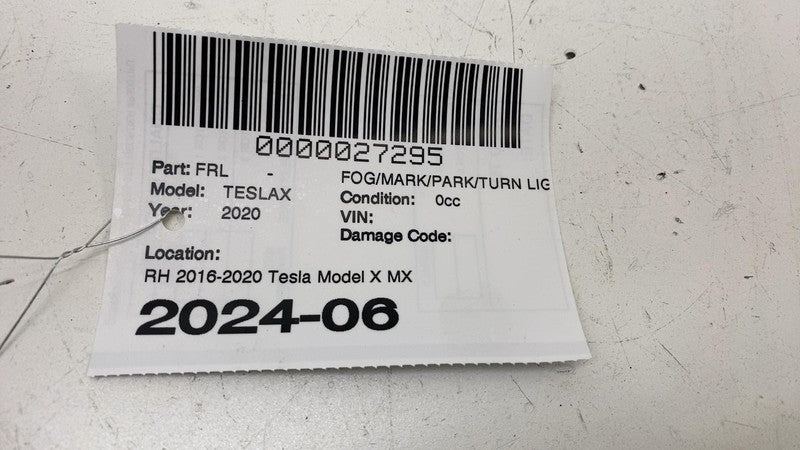 0000027295
Part: FRL - FOG/MARK/PARK/TURN LIG
Model: TESLAX Condition: 0cc
Year: 2020 VIN:
Damage Code:
Location:
RH 2016-2020 Tesla Model X MX
2024-06